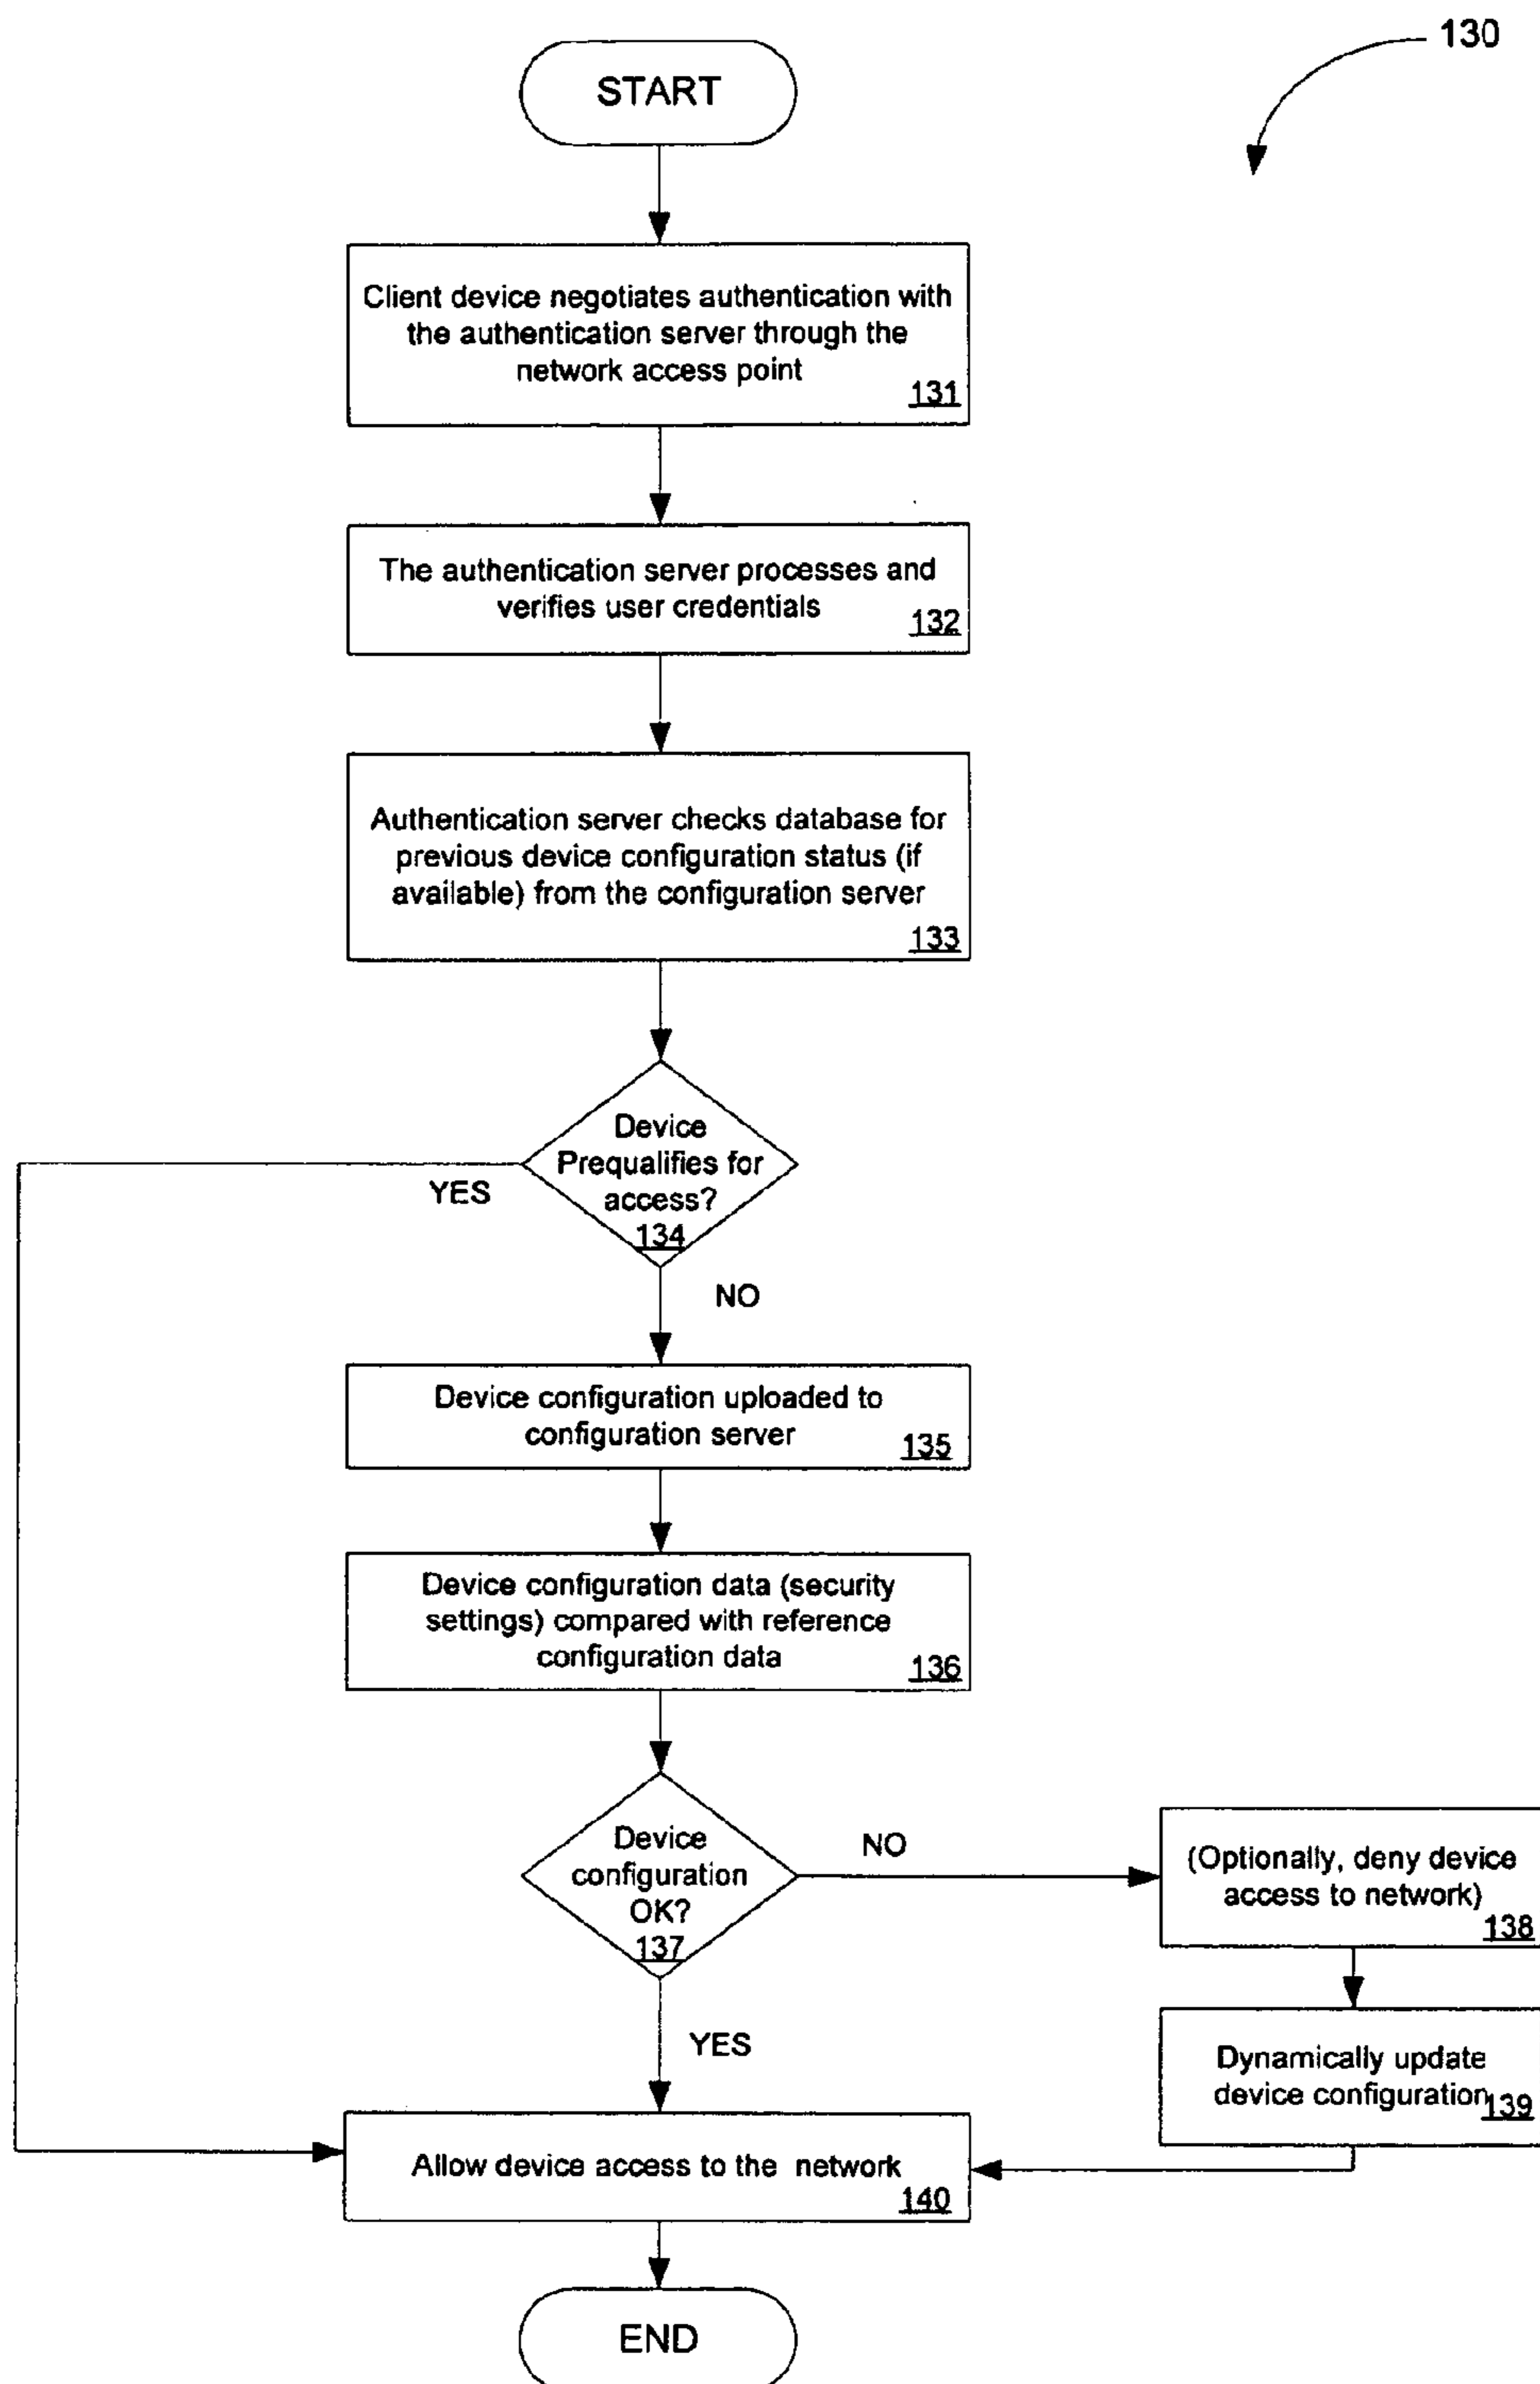 130
START
Client device negotiates authentication with
the authentication server through the
network access point
131
The authentication server processes and
verifies user credentials
132
Authentication server checks database for
previous device configuration status (if
available) from the configuration server
133
Device
Prequalifies for
access?
134
YES
NO
Device configuration uploaded to
configuration server
135
Device configuration data (security
settings) compared with reference
configuration data
136
Device
configuration
OK?
137
NO
(Optionally, deny device
access to network)
138
YES
Dynamically update
device configuration
139
Allow device access to the network
140
END